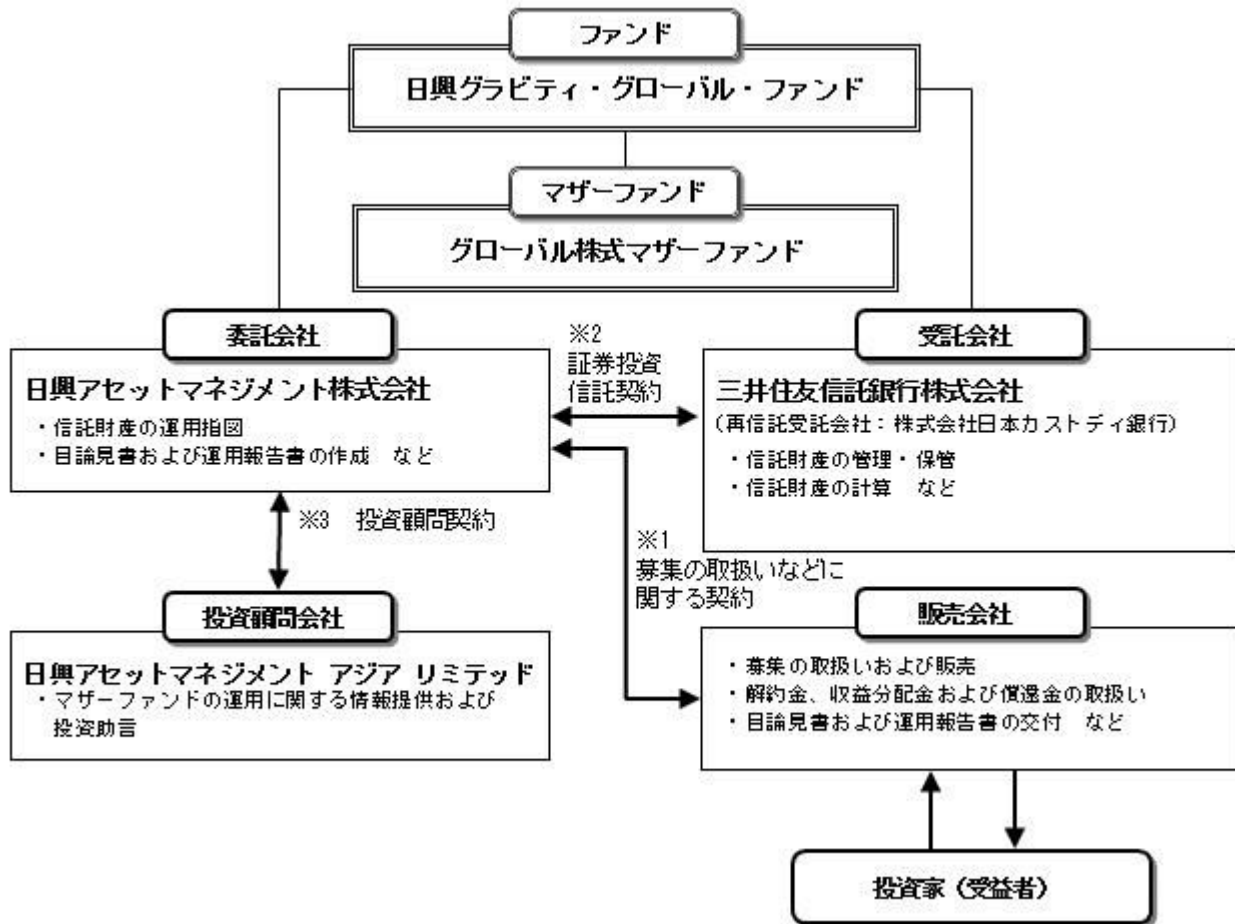 ファンド
日興グラビティ・グローバル・ファンド
マザーファンド
グローバル株式マザーファンド
委託会社
日興アセットマネジメント株式会社
・信託財産の運用指図
・目論見書および運用報告書の作成　など
※2
証券投資
信託契約
受託会社
三井住友信託銀行株式会社
(再信託受託会社：株式会社日本カストディ銀行)
・信託財産の管理・保管
・信託財産の計算　など
※3　投資顧問契約
※1
募集の取扱いなどに
関する契約
投資顧問会社
日興アセットマネジメント アジア リミテッド
・マザーファンドの運用に関する情報提供および
投資助言
販売会社
・募集の取扱いおよび販売
・解約金、収益分配金および償還金の取扱い
・目論見書および運用報告書の交付　など
投資家（受益者）